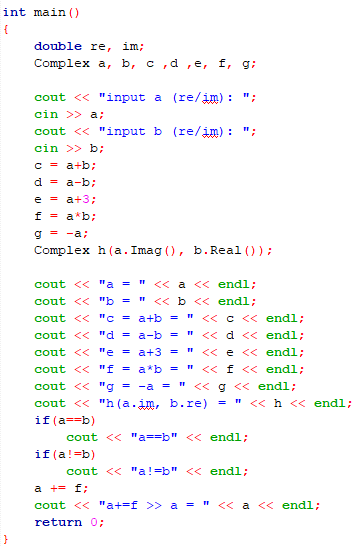 int main()
{
    double re, im;
    Complex a, b, c ,d ,e, f, g;

    cout << "input a (re/im): ";
    cin >> a;
    cout << "input b (re/im): ";
    cin >> b;
    c = a+b;
    d = a-b;
    e = a+3;
    f = a*b;
    g = -a;
    Complex h(a.Imag(), b.Real());

    cout << "a = " << a << endl;
    cout << "b = " << b << endl;
    cout << "c = a+b = " << c << endl;
    cout << "d = a-b = " << d << endl;
    cout << "e = a+3 = " << e << endl;
    cout << "f = a*b = " << f << endl;
    cout << "g = -a = " << g << endl;
    cout << "h(a.im, b.re) = " << h << endl;
    if(a==b)
        cout << "a==b" << endl;
    if(a!=b)
        cout << "a!=b" << endl;
    a += f;
    cout << "a+=f >> a = " << a << endl;
    return 0;
}